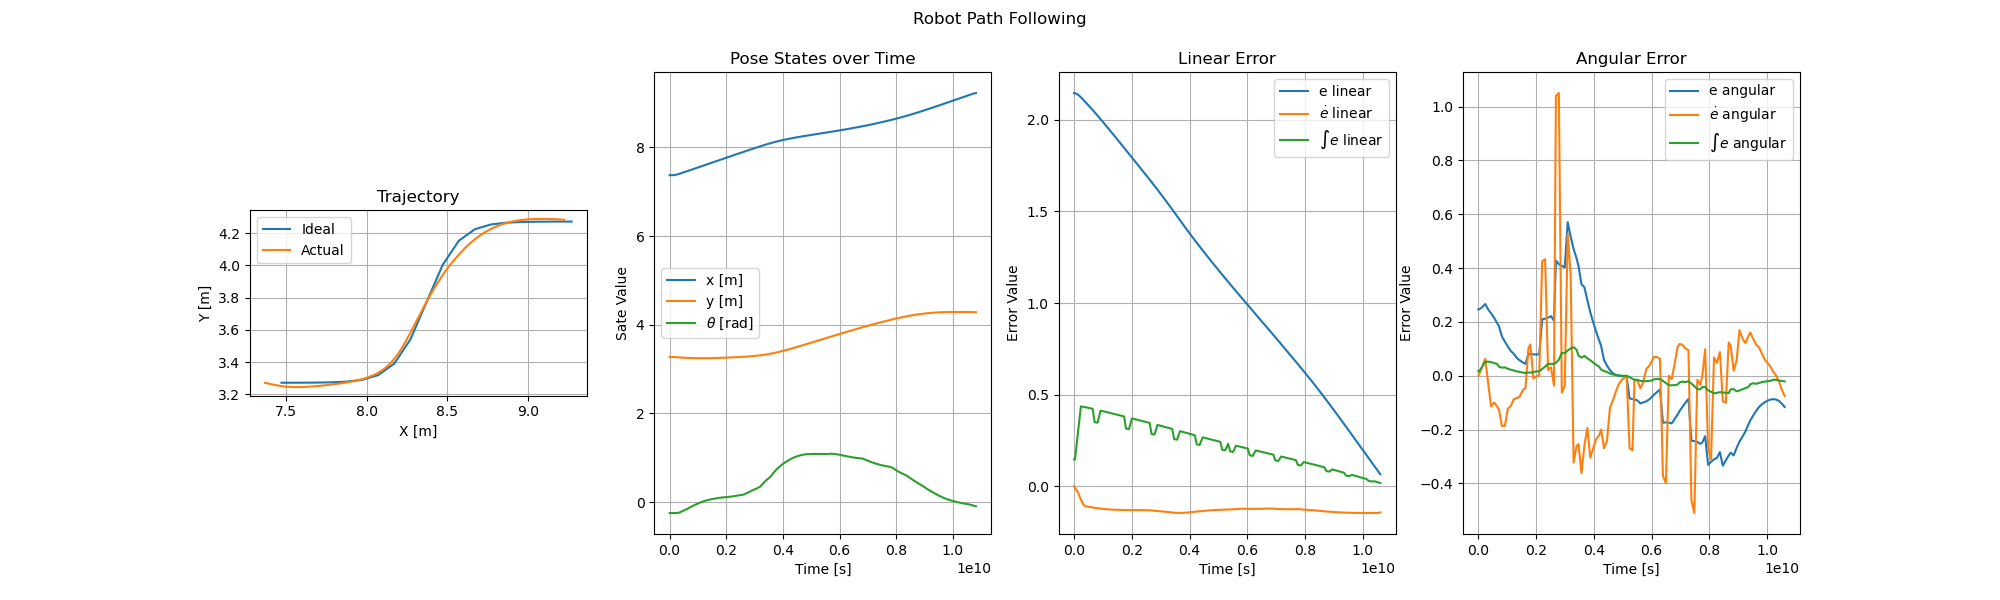 Robot Path Following
Trajectory
Ideal
Actual
4.2
4.0
3.8
3.6
3.4
3.2
Y [m]
7.5 8.0 8.5 9.0
X [m]
Pose States over Time
x [m]
y [m]
θ [rad]
8
6
4
2
0
Sate Value
0.0 0.2 0.4 0.6 0.8 1.0
1e10
Time [s]
Linear Error
e linear
ė linear
∫e linear
2.0
1.5
1.0
0.5
0.0
Error Value
0.0 0.2 0.4 0.6 0.8 1.0
1e10
Time [s]
Angular Error
e angular
ė angular
∫e angular
1.0
0.8
0.6
0.4
0.2
0.0
−0.2
−0.4
Error Value
0.0 0.2 0.4 0.6 0.8 1.0
1e10
Time [s]